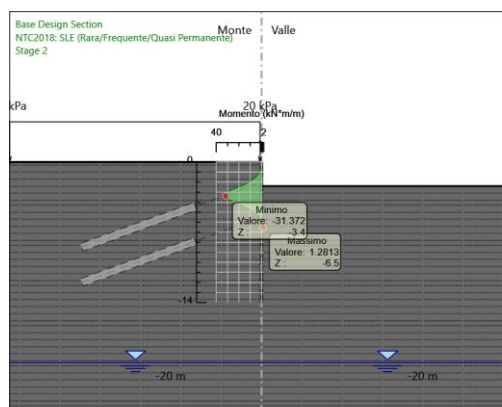 Base Design Section
NTC2018: SLE (Rara/Frequente/Quasi Permanente)
Stage 2
Monte
Valle
kPa
20 kPa
Momento (kN*m/m)
40
2
0
Minimo
Valore: -31.372
Z : -3.4
Massimo
Valore: 1.2813
Z : -6.5
-14
-20 m
-20 m